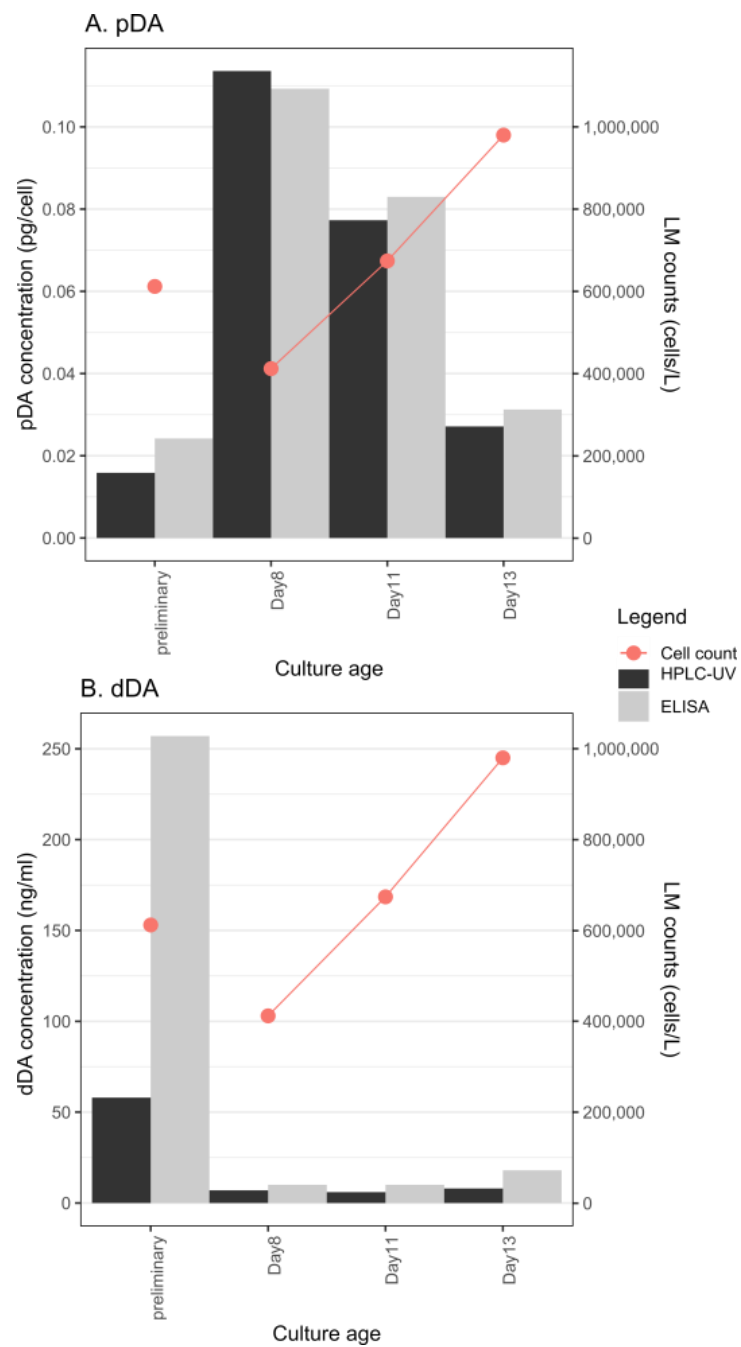 A. pDA
pDA concentration (pg/cell)
0.10
0.08
0.06
0.04
0.02
0.00
1,000,000
800,000
600,000
400,000
200,000
0
LM counts (cells/L)
preliminary
Day8
Day11
Day13
Culture age
Legend
Cell count
HPLC-UV
ELISA
B. dDA
dDA concentration (ng/ml)
250
200
150
100
50
0
1,000,000
800,000
600,000
400,000
200,000
0
LM counts (cells/L)
preliminary
Day8
Day11
Day13
Culture age